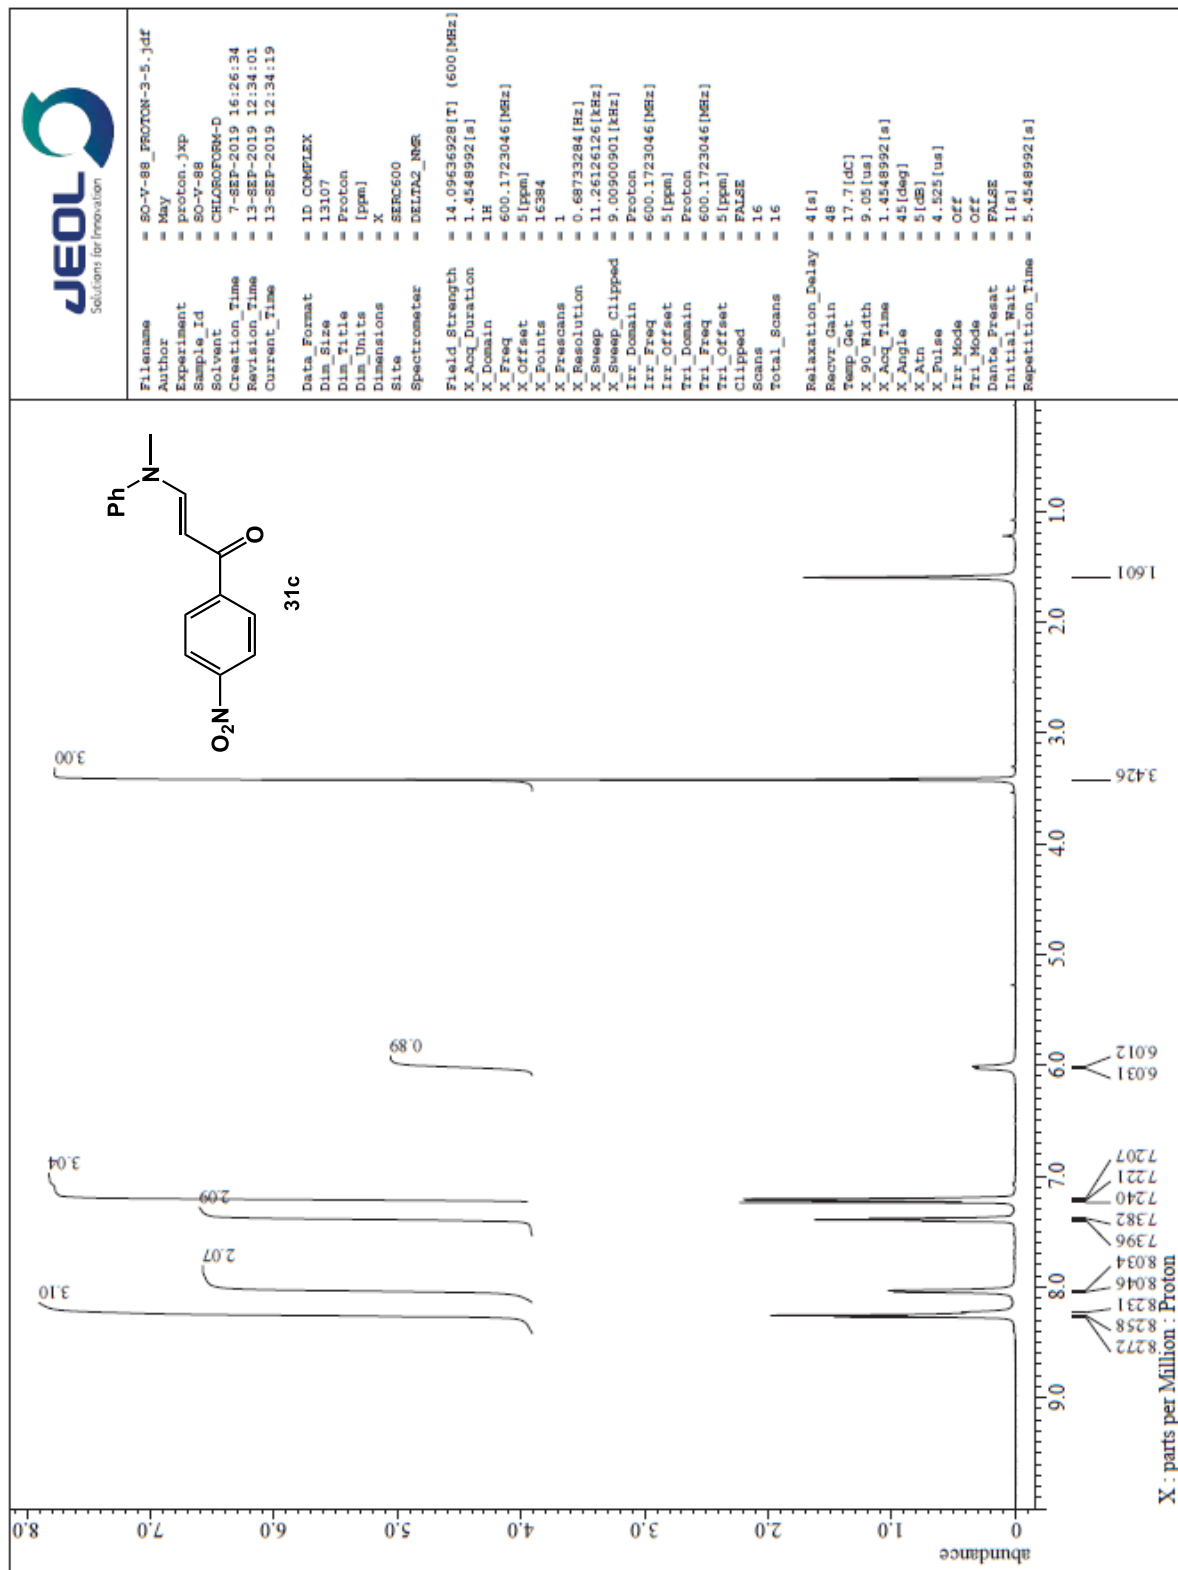 JEOL
Solutions for Innovation
Filename = SO-V-88_PROTON-3-5.jdf
Author = May
Experiment = proton.jxp
Sample_Id = SO-V-88
Solvent = CHLOROFORM-D
Creation_Time = 7-SEP-2019 16:26:34
Revision_Time = 13-SEP-2019 12:34:01
Current_Time = 13-SEP-2019 12:34:19
Data_Format = 1D COMPLEX
Dim_Size = 13107
Dim_Title = Proton
Dim_Units = [ppm]
Dimensions = X
Site = SERC600
Spectrometer = DELTA2_NMR
Field_Strength = 14.09636928[T] (600[MHz]
X_Acq_Duration = 1.4548992[s]
X_Domain = 1H
X_Freq = 600.1723046[MHz]
X_Offset = 5[ppm]
X_Points = 16384
X_Prescans = 1
X_Resolution = 0.68733284[Hz]
X_Sweep = 11.26126126[kHz]
X_Sweep_Clipped = 9.00900901[kHz]
Irr_Domain = Proton
Irr_Freq = 600.1723046[MHz]
Irr_Offset = 5[ppm]
Tri_Domain = Proton
Tri_Freq = 600.1723046[MHz]
Tri_Offset = 5[ppm]
Clipped = FALSE
Scans = 16
Total_Scans = 16
Relaxation_Delay = 4[s]
Recvr_Gain = 48
Temp_Get = 17.7[dC]
X_90_Width = 9.05[us]
X_Acq_Time = 1.4548992[s]
X_Angle = 45[deg]
X_Atn = 5[dB]
X_Pulse = 4.525[us]
Irr_Mode = Off
Tri_Mode = Off
Dante_Presat = FALSE
Initial_Wait = 1[s]
Repetition_Time = 5.4548992[s]
Ph
N
O
O2N
31c
abundance
0 1.0 2.0 3.0 4.0 5.0 6.0 7.0 8.0
3.10
2.07
2.09
3.04
0.89
3.00
9.0 8.0 7.0 6.0 5.0 4.0 3.0 2.0 1.0
8.272
8.258
8.231
8.046
8.034
7.396
7.382
7.240
7.221
7.207
6.031
6.012
3.426
1.601
X : parts per Million : Proton